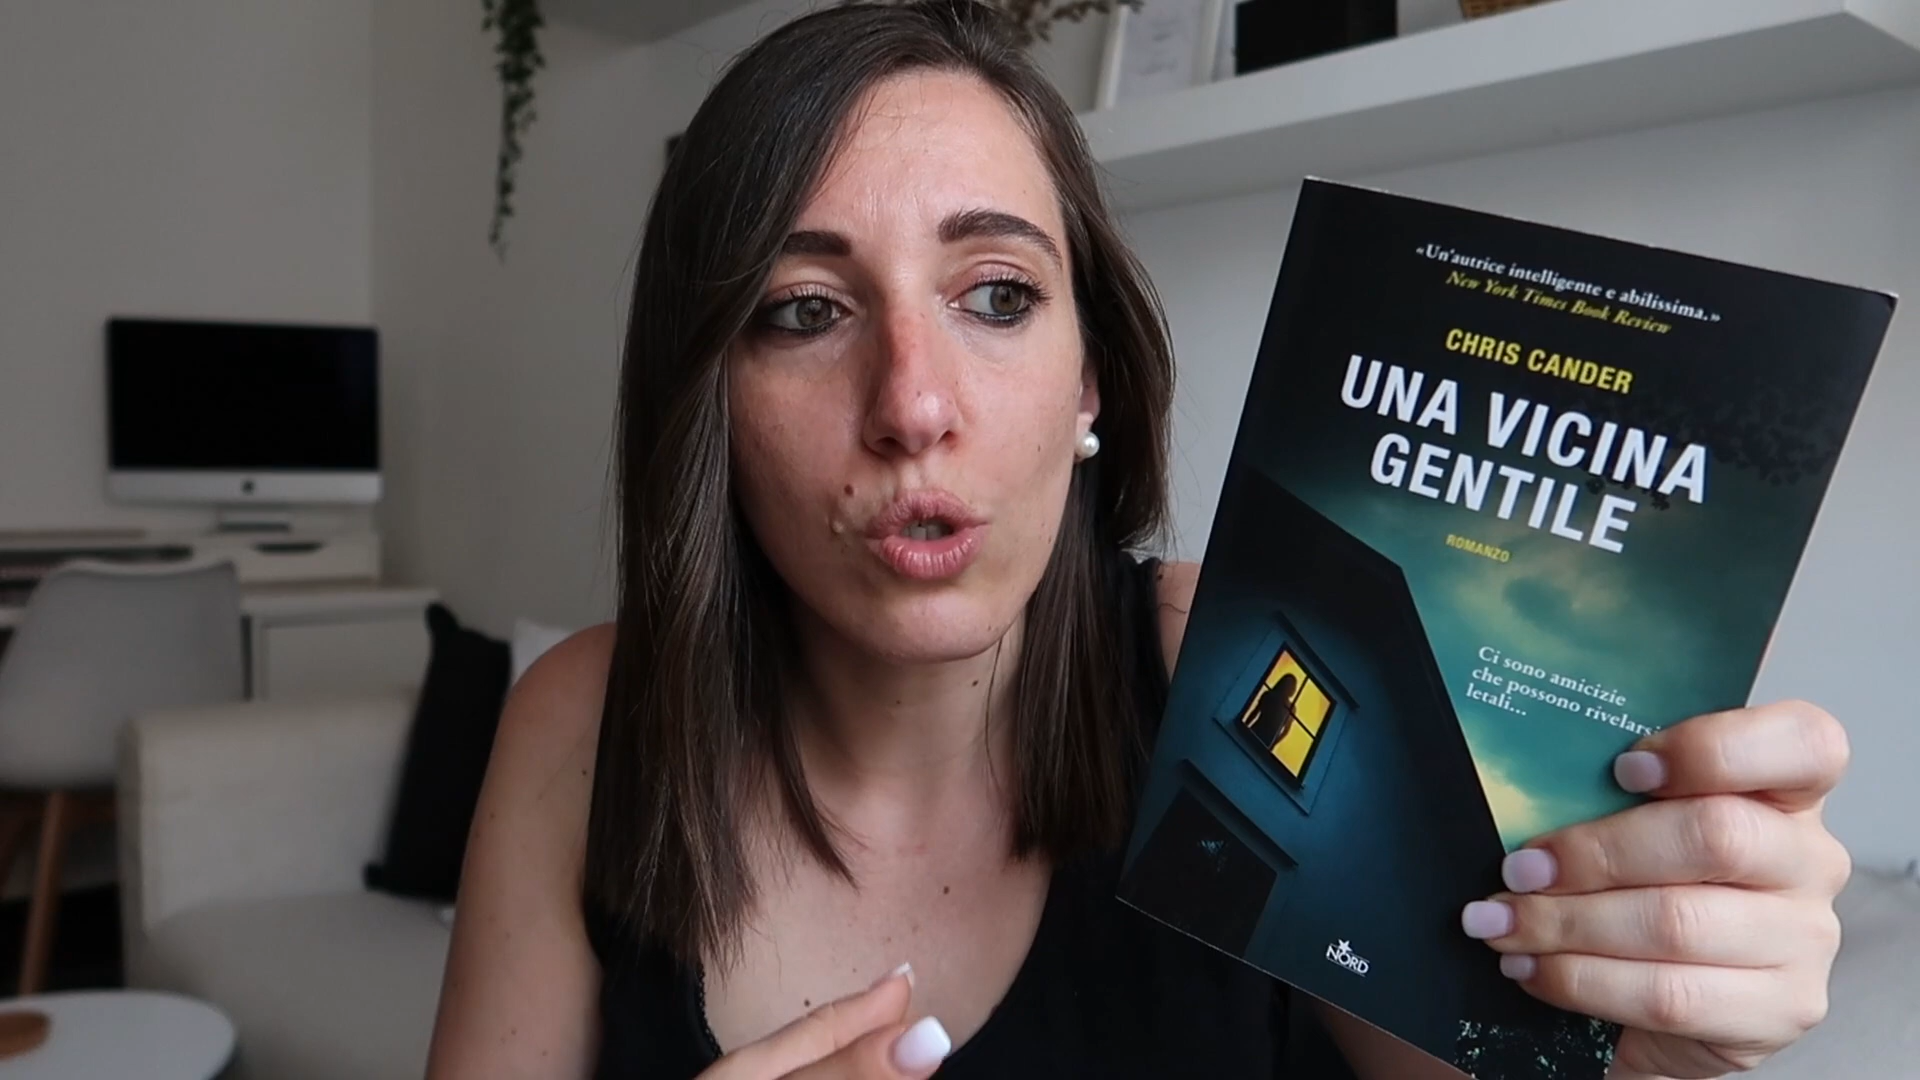 «Un'autrice intelligente e abilissima.»
New York Times Book Review
CHRIS CANDER
UNA VICINA
GENTILE
ROMANZO
Ci sono amicizie
che possono rivelarsi
letali...
NORD